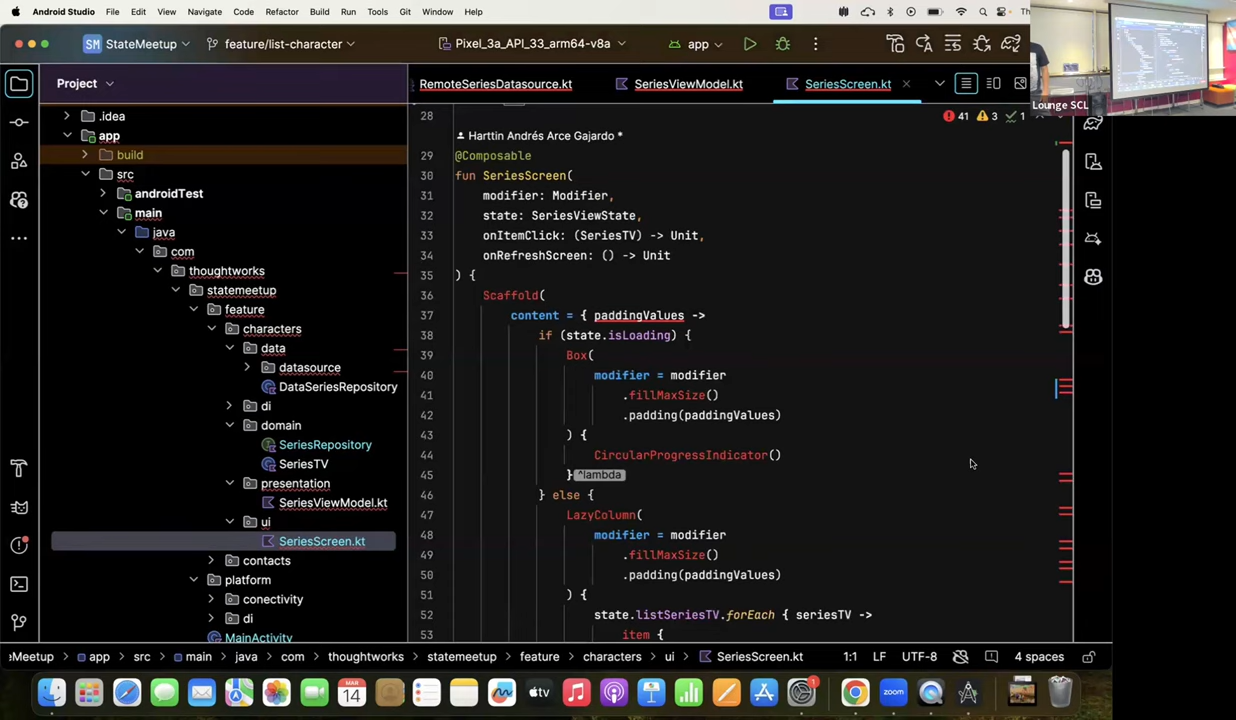 Android Studio File Edit View Navigate Code Refactor Build Run Tools Git Window Help
SM StateMeetup feature/list-character Pixel_3a_API_33_arm64-v8a app
Project RemoteSeriesDatasource.kt SeriesViewModel.kt SeriesScreen.kt
Lounge SCL
.idea
app
build
src
androidTest
main
java
com
thoughtworks
statemeetup
feature
characters
data
datasource
DataSeriesRepository
di
domain
SeriesRepository
SeriesTV
presentation
SeriesViewModel.kt
ui
SeriesScreen.kt
contacts
platform
conectivity
di
MainActivity
41 3 1
28
Harttin Andrés Arce Gajardo *
29 @Composable
30 fun SeriesScreen(
31 modifier: Modifier,
32 state: SeriesViewState,
33 onItemClick: (SeriesTV) -> Unit,
34 onRefreshScreen: () -> Unit
35 ) {
36 Scaffold(
37 content = { paddingValues ->
38 if (state.isLoading) {
39 Box(
40 modifier = modifier
41 .fillMaxSize()
42 .padding(paddingValues)
43 ) {
44 CircularProgressIndicator()
45 } ^lambda
46 } else {
47 LazyColumn(
48 modifier = modifier
49 .fillMaxSize()
50 .padding(paddingValues)
51 ) {
52 state.listSeriesTV.forEach { seriesTV ->
53 item {
eMeetup app src main java com thoughtworks statemeetup feature characters ui SeriesScreen.kt 1:1 LF UTF-8 4 spaces
MAR
14
tv
zoom
1